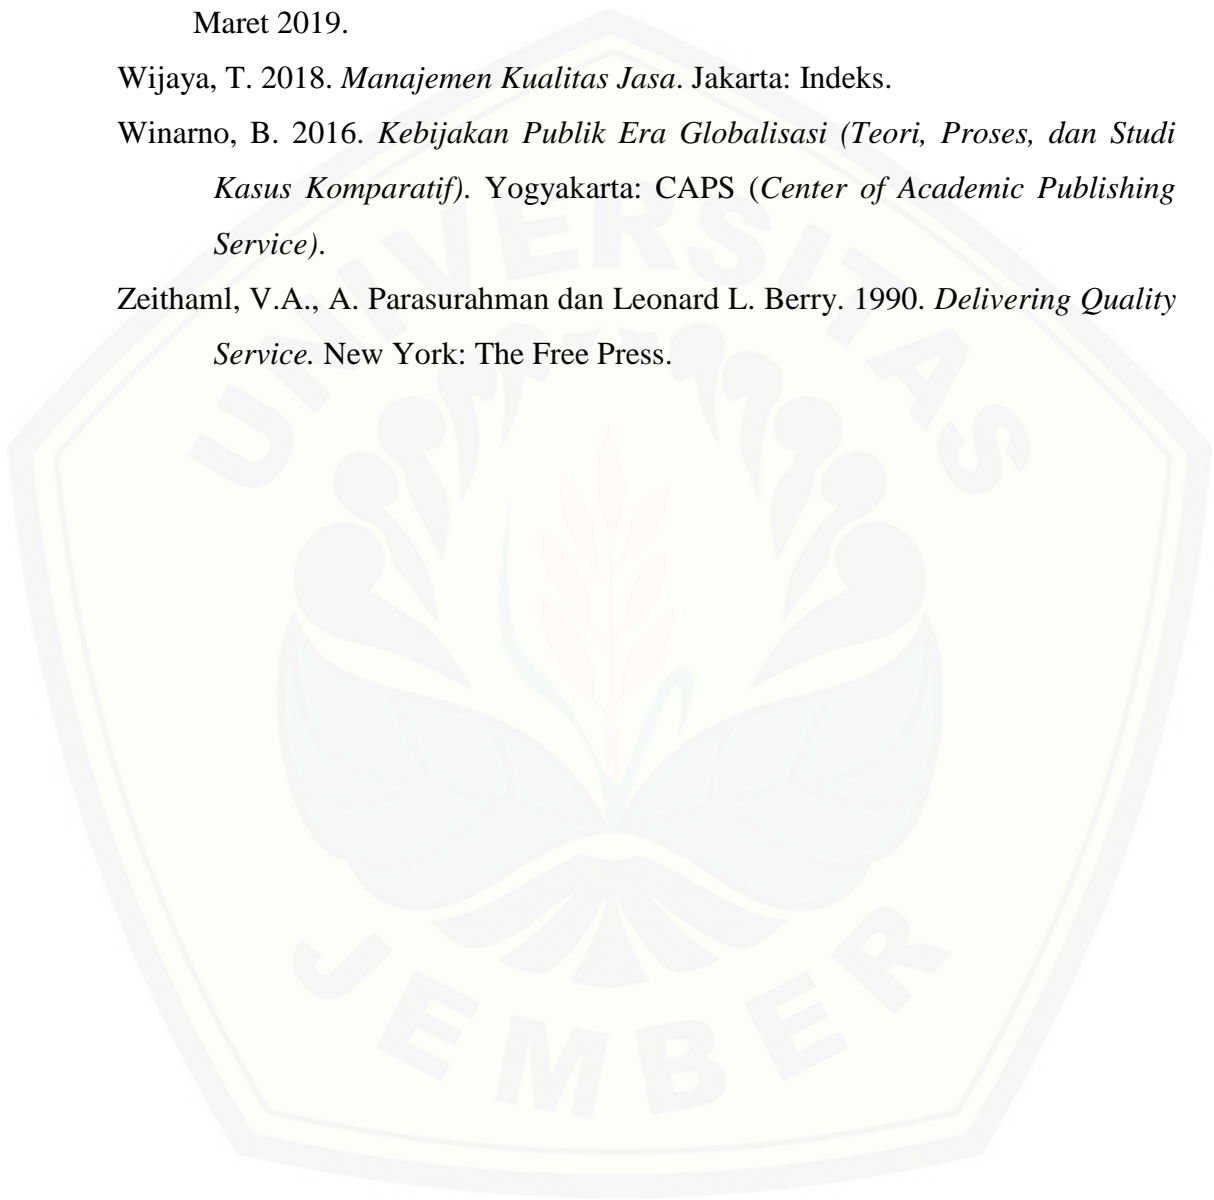 Maret 2019.
Wijaya, T. 2018. Manajemen Kualitas Jasa. Jakarta: Indeks.
Winarno, B. 2016. Kebijakan Publik Era Globalisasi (Teori, Proses, dan Studi
Kasus Komparatif). Yogyakarta: CAPS (Center of Academic Publishing
Service).
Zeithaml, V.A., A. Parasurahman dan Leonard L. Berry. 1990. Delivering Quality
Service. New York: The Free Press.
UNIVERSITAS
JEMBER